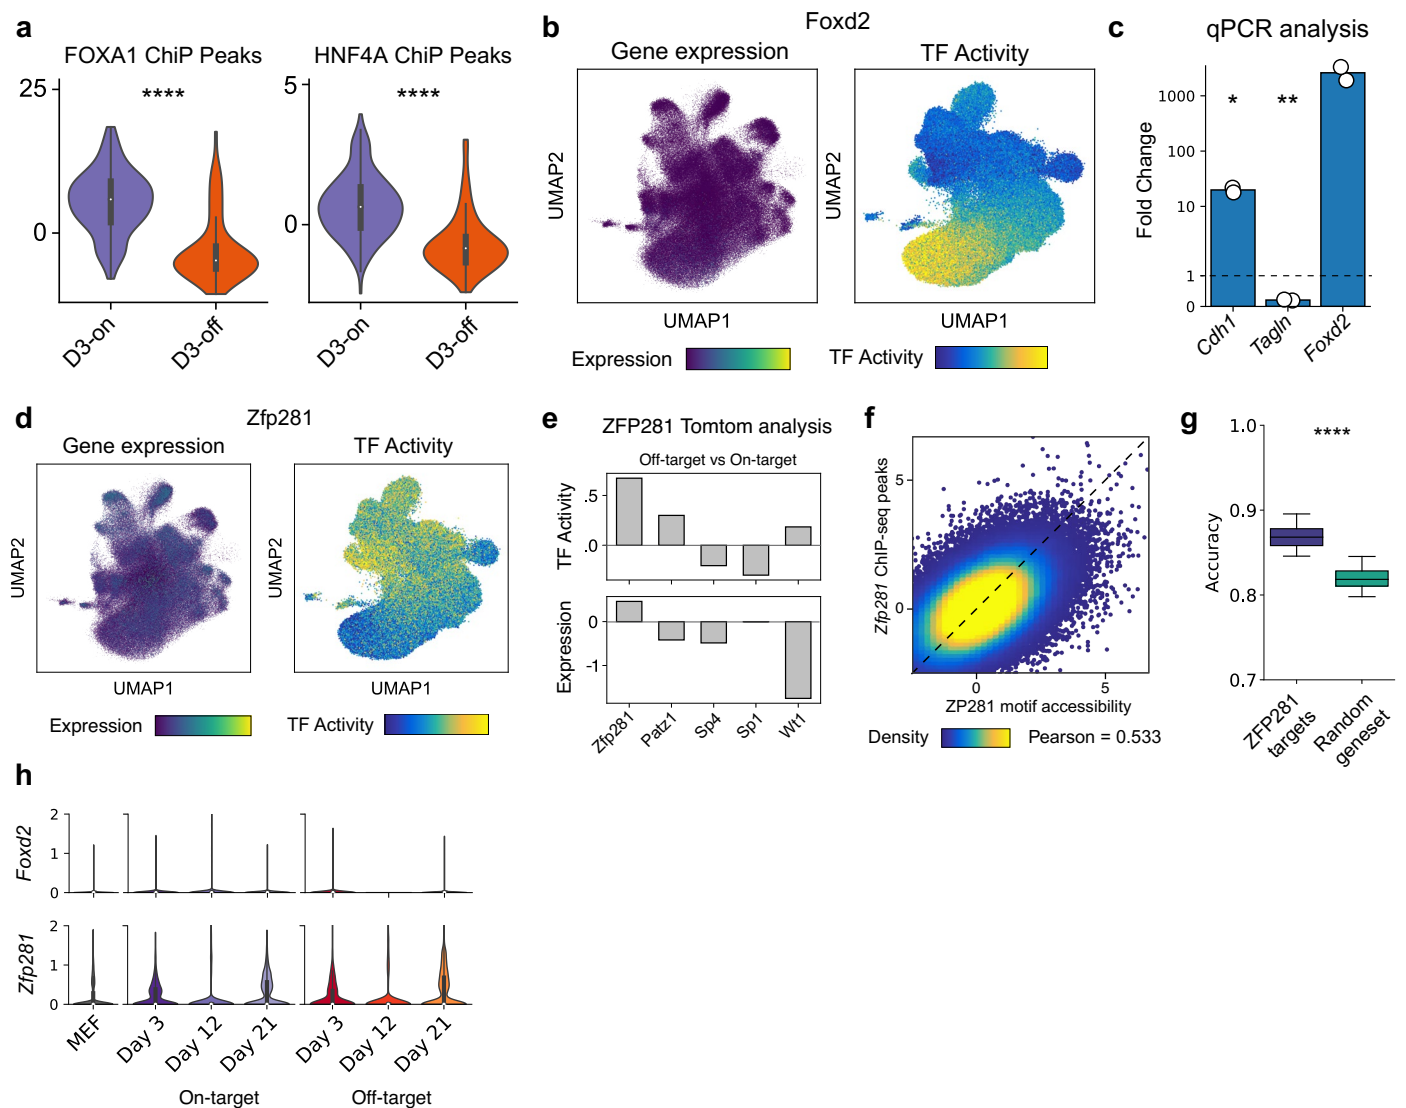 a
FOXA1 ChiP Peaks
HNF4A ChiP Peaks
25
0
5
0
****
****
D3-on
D3-off
D3-on
D3-off
b
Foxd2
Gene expression
TF Activity
UMAP2
UMAP2
UMAP1
UMAP1
Expression
TF Activity
c
qPCR analysis
Fold Change
1000
100
10
1
0
*
**
Cdh1
Tagln
Foxd2
d
Zfp281
Gene expression
TF Activity
UMAP2
UMAP2
UMAP1
UMAP1
Expression
TF Activity
e
ZFP281 Tomtom analysis
Off-target vs On-target
TF Activity
.5
.0
Expression
0
-1
Zfp281
Patz1
Sp4
Sp1
Wt1
f
Zfp281 ChIP-seq peaks
5
0
0
5
ZP281 motif accessibility
Density
Pearson = 0.533
g
Accuracy
1.0
0.9
0.8
0.7
****
ZFP281
targets
Random
geneset
h
Foxd2
2
1
0
Zfp281
2
1
0
MEF
Day 3
Day 12
Day 21
Day 3
Day 12
Day 21
On-target
Off-target